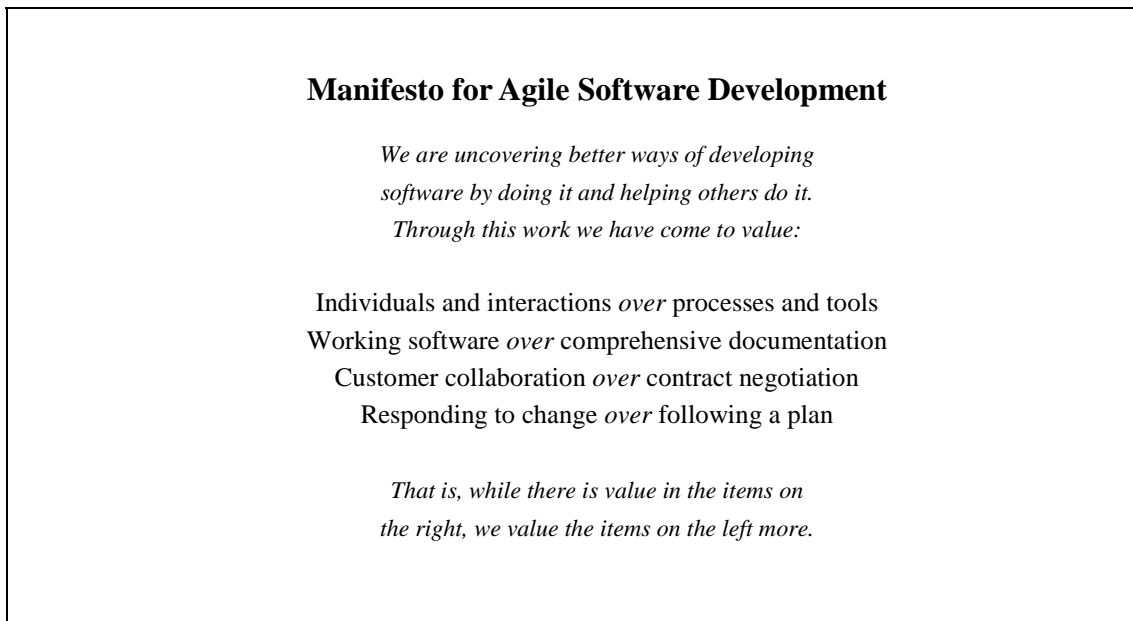 Manifesto for Agile Software Development
We are uncovering better ways of developing
software by doing it and helping others do it.
Through this work we have come to value:
Individuals and interactions over processes and tools
Working software over comprehensive documentation
Customer collaboration over contract negotiation
Responding to change over following a plan
That is, while there is value in the items on
the right, we value the items on the left more.